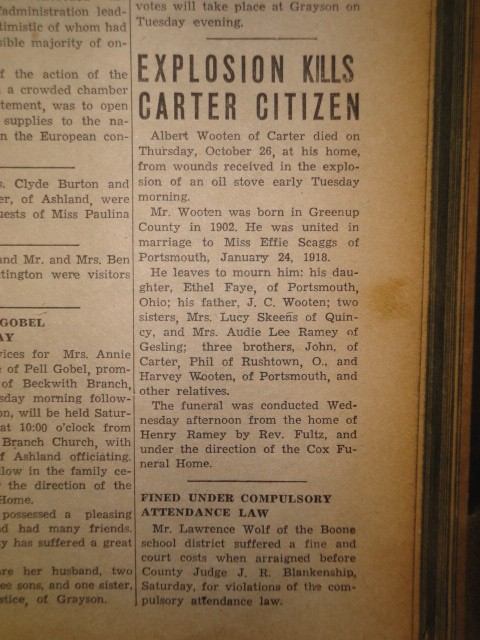 administration lead-
timistic of whom had
sible majority of on-
f the action of the
a crowded chamber
tement, was to open
supplies to the na-
n the European con-
s. Clyde Burton and
er, of Ashland, were
uests of Miss Paulina
and Mr. and Mrs. Ben
tington were visitors
GOBEL
AY
vices for Mrs. Annie
of Pell Gobel, prom-
of Beckwith Branch,
sday morning follow-
on, will be held Satur-
at 10:00 o'clock from
Branch Church, with
f Ashland officiating.
llow in the family ce-
the direction of the
Home.
possessed a pleasing
d had many friends.
ty has suffered a great
are her husband, two
ee sons, and one sister,
stice, of Grayson.
votes will take place at Grayson on
Tuesday evening.
EXPLOSION KILLS
CARTER CITIZEN
Albert Wooten of Carter died on
Thursday, October 26, at his home,
from wounds received in the explo-
sion of an oil stove early Tuesday
morning.
Mr. Wooten was born in Greenup
County in 1902. He was united in
marriage to Miss Effie Scaggs of
Portsmouth, January 24, 1918.
He leaves to mourn him: his dau-
ghter, Ethel Faye, of Portsmouth,
Ohio; his father, J. C. Wooten; two
sisters, Mrs. Lucy Skeens of Quin-
cy, and Mrs. Audie Lee Ramey of
Gesling; three brothers, John, of
Carter, Phil of Rushtown, O., and
Harvey Wooten, of Portsmouth, and
other relatives.
The funeral was conducted Wed-
nesday afternoon from the home of
Henry Ramey by Rev. Fultz, and
under the direction of the Cox Fu-
neral Home.
FINED UNDER COMPULSORY
ATTENDANCE LAW
Mr. Lawrence Wolf of the Boone
school district suffered a fine and
court costs when arraigned before
County Judge J. R. Blankenship,
Saturday, for violations of the com-
pulsory attendance law.